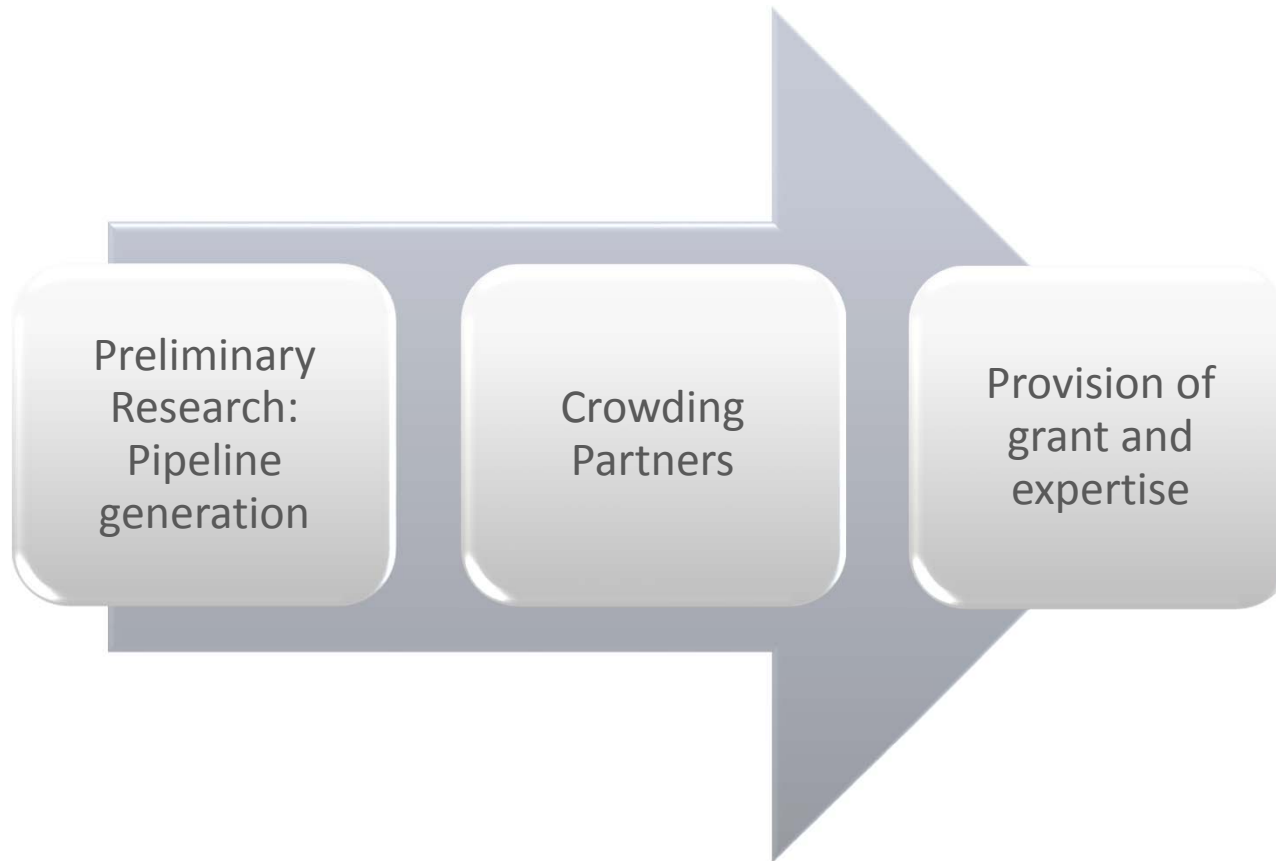 Preliminary
Research:
Pipeline
generation
Crowding
Partners
Provision of
grant and
expertise